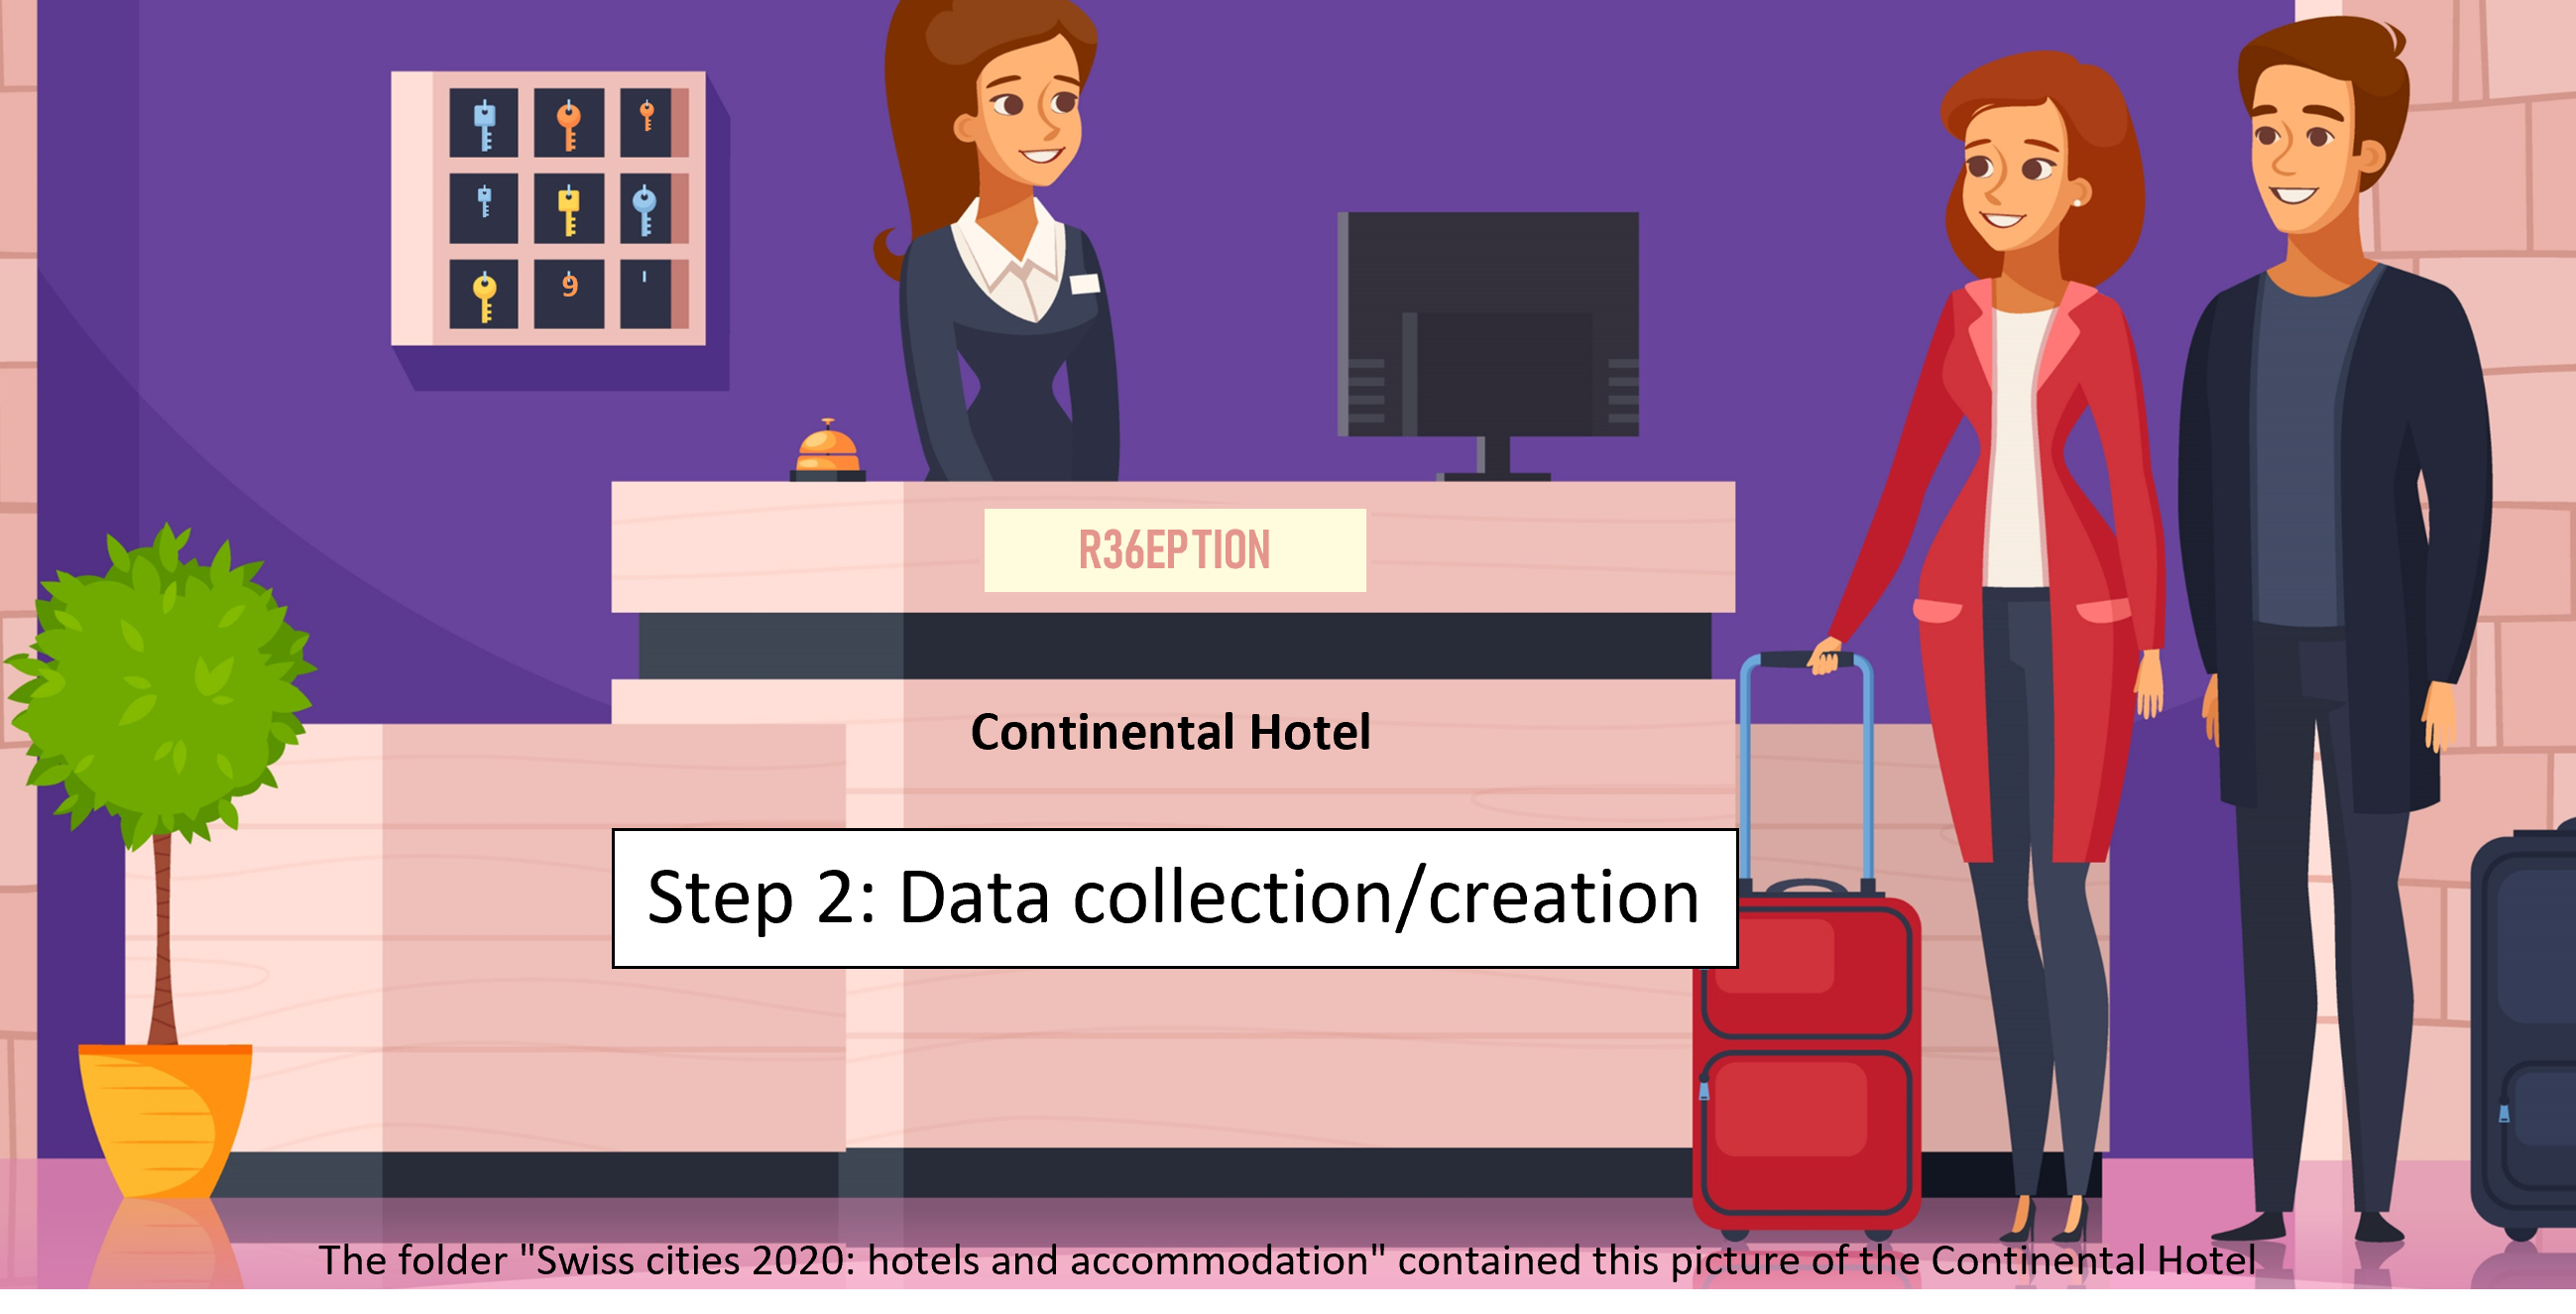 9
R36EPTION
Continental Hotel
Step 2: Data collection/creation
The folder "Swiss cities 2020: hotels and accommodation" contained this picture of the Continental Hotel